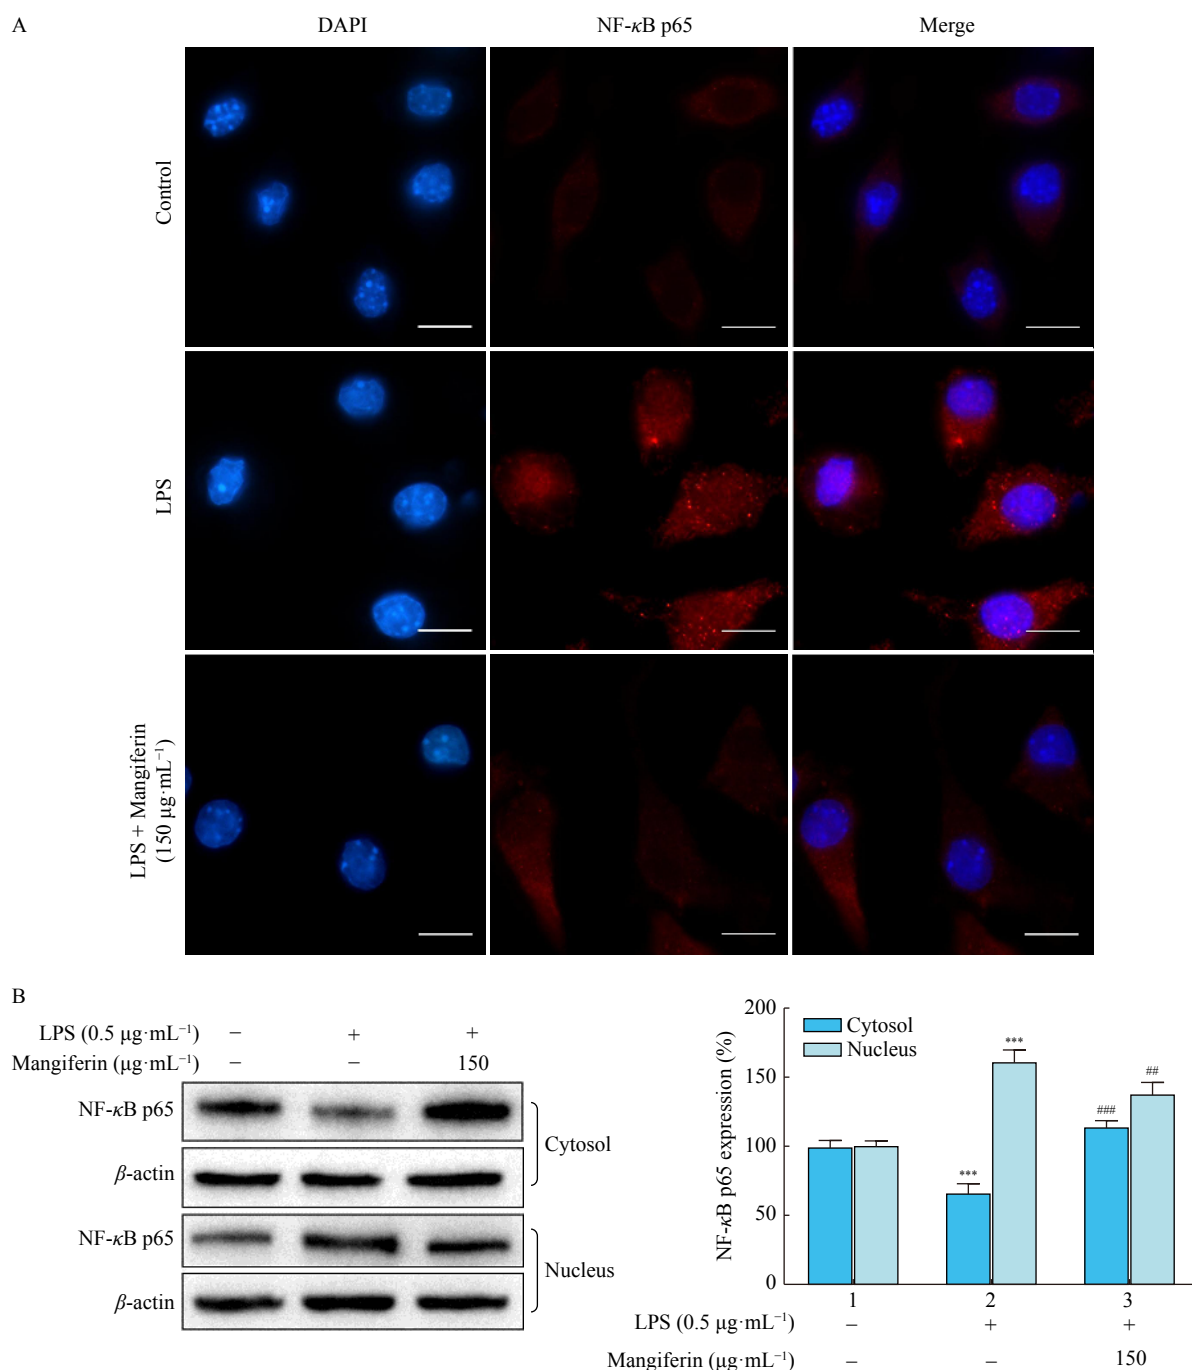 A
DAPI
NF-κB p65
Merge
Control
LPS
LPS + Mangiferin
(150 μg·mL⁻¹)
B
LPS (0.5 μg·mL⁻¹) − + +
Mangiferin (μg·mL⁻¹) − − 150
NF-κB p65
β-actin
Cytosol
NF-κB p65
β-actin
Nucleus
NF-κB p65 expression (%)
200
150
100
50
0
Cytosol
Nucleus
***
***
###
##
1 2 3
LPS (0.5 μg·mL⁻¹) − + +
Mangiferin (μg·mL⁻¹) − − 150